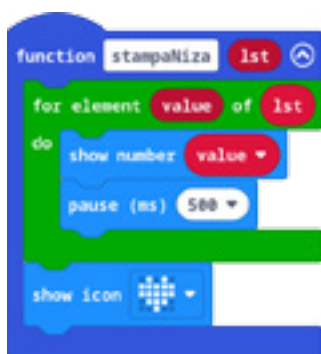 function stampaNiza lst
for element value of lst
do
show number value
pause (ms) 500
show icon